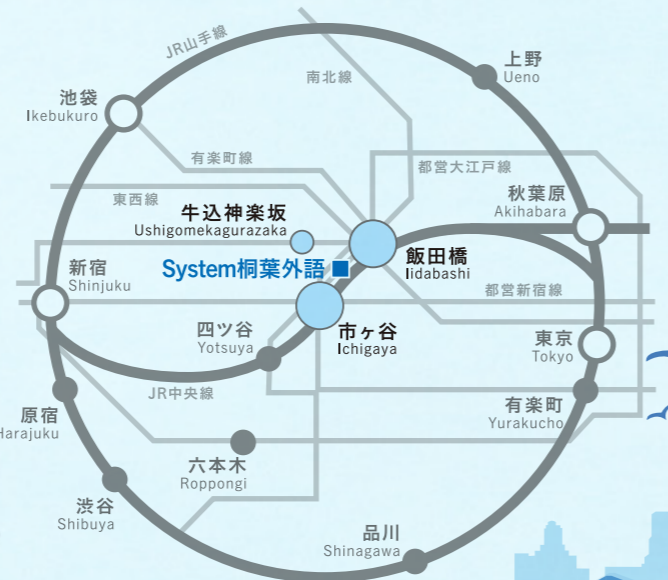 JR山手線
上野
Ueno
南北線
池袋
Ikebukuro
有楽町線
都営大江戸線
東西線
秋葉原
Akihabara
牛込神楽坂
Ushigomekagurazaka
飯田橋
Iidabashi
System桐葉外語
新宿
Shinjuku
都営新宿線
四ツ谷
Yotsuya
市ヶ谷
Ichigaya
東京
Tokyo
JR中央線
有楽町
Yurakucho
原宿
Harajuku
六本木
Roppongi
渋谷
Shibuya
品川
Shinagawa